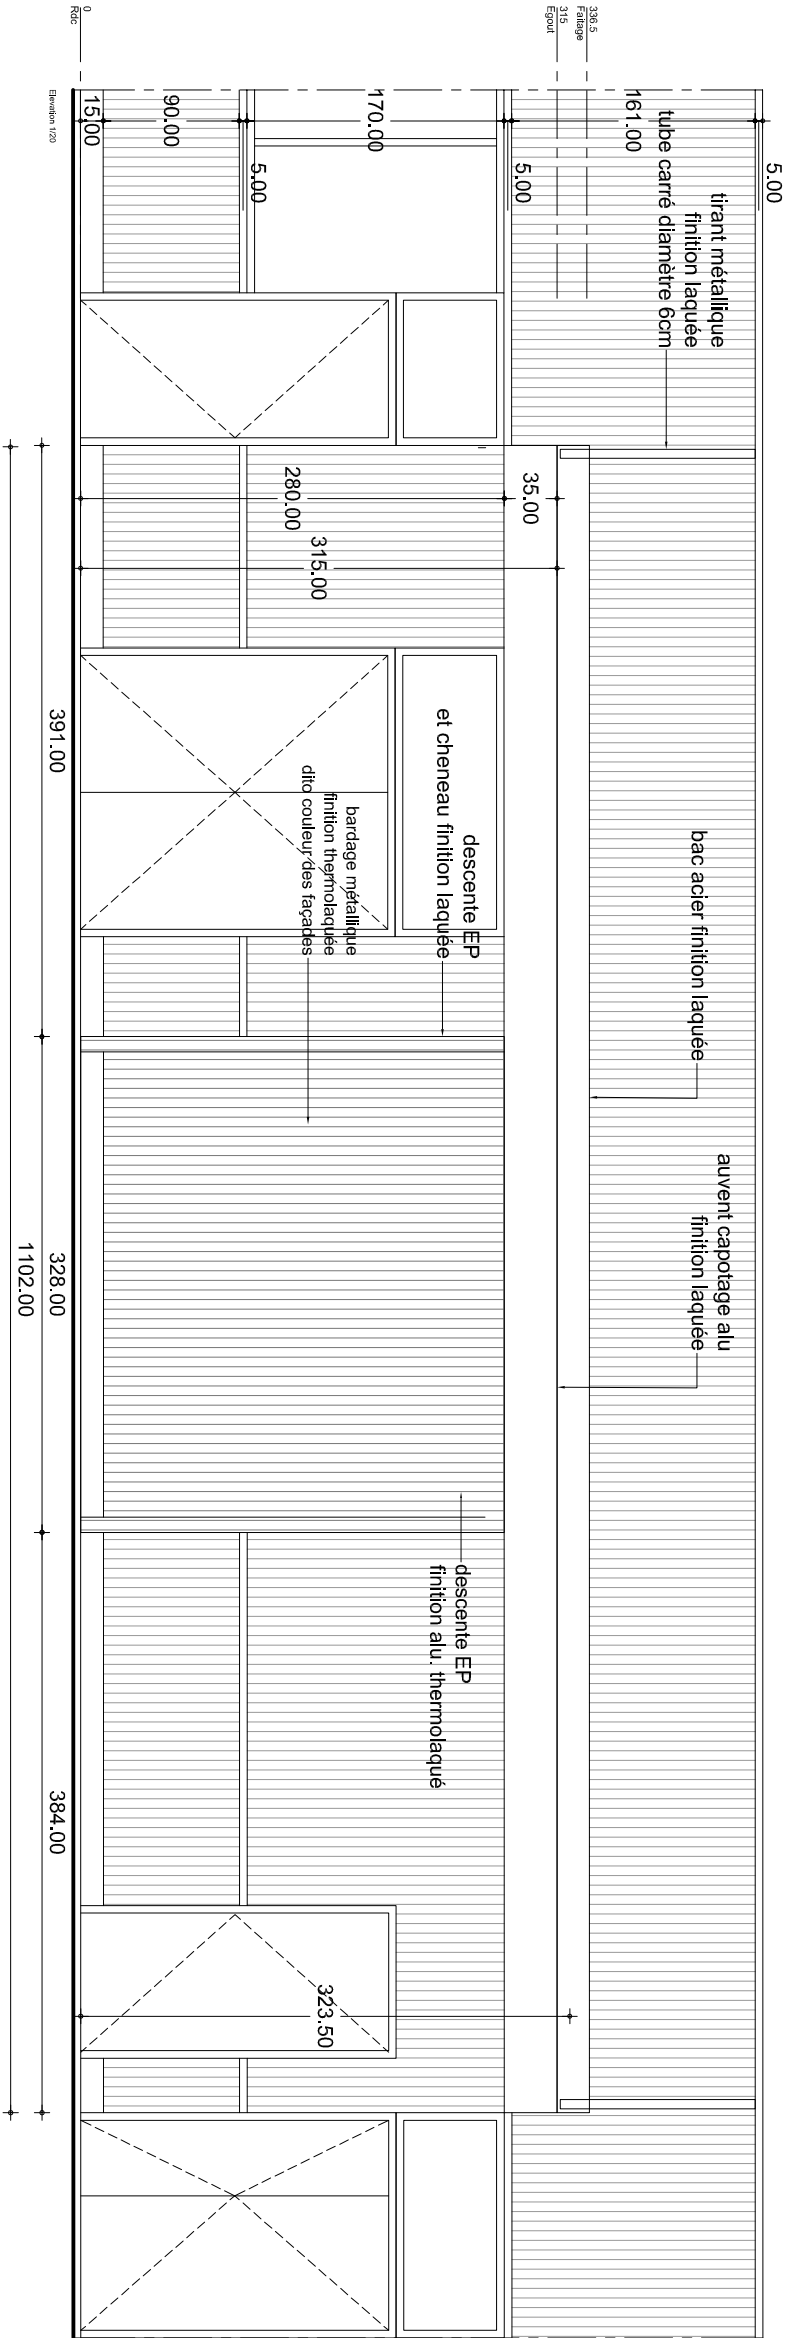 336.5
Faitage
315
Egout
0
Rdc
Elevation 1/20
5.00
161.00
5.00
170.00
5.00
90.00
15.00
tirant métallique
finition laquée
tube carré diamètre 6cm
35.00
280.00
315.00
bac acier finition laquée
auvent capotage alu
finition laquée
descente EP
et cheneau finition laquée
bardage métallique
finition thermolaquée
dito couleur des façades
descente EP
finition alu. thermolaqué
323.50
391.00
328.00
384.00
1102.00